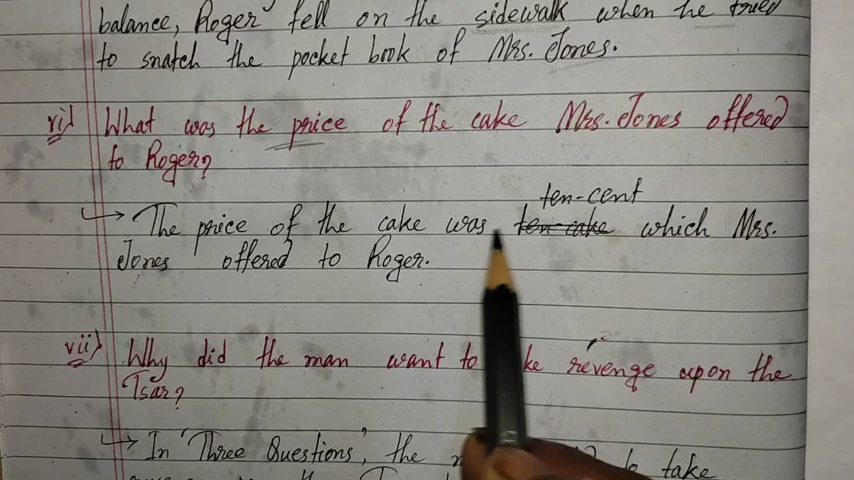 balance, Roger fell on the sidewalk when he tried
to snatch the pocket book of Mrs. Jones.
vi) What was the price of the cake Mrs. Jones offered
to Roger?
ten-cent
→ The price of the cake was ten-cake which Mrs.
Jones offered to Roger.
vii) Why did the man want to ke revenge upon the
Tsar?
→ In 'Three Questions', the to take